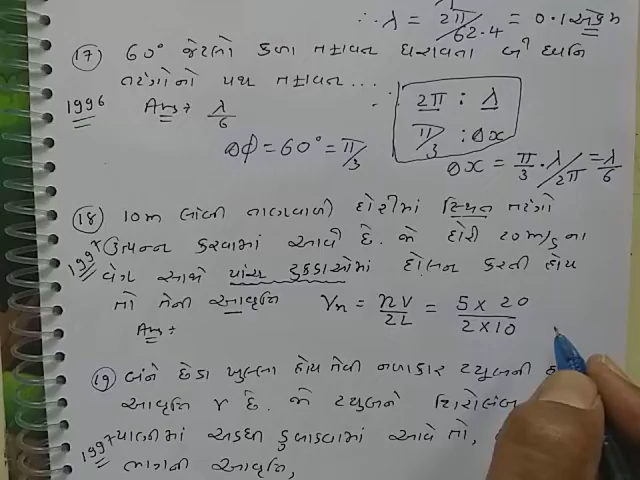 ∴ λ = 2π/62.4 = 0.1 એકમ
(17) 60° જેટલો કળા તફાવત ધરાવતા બે ધ્વનિ
તરંગોનો પથ તફાવત ....
1996 Ans: λ/6
∴ 2π : λ
π/3 : Δx
Δφ = 60° = π/3
Δx = π/3 · λ/2π = λ/6
(18) 10m લાંબી તણાવવાળી દોરીમાં સ્થિત તરંગો
1997 ઉત્પન્ન કરવામાં આવે છે. જો દોરી 20 m/s ના
વેગ સાથે પાંચ ટુકડાઓમાં દોલન કરતી હોય
તો તેની આવૃત્તિ νn = nv/2L = 5 x 20/2 x 10
Ans:
(19) બંને છેડા ખુલ્લા હોય તેવી નળાકાર ટ્યુબની
આવૃત્તિ γ છે. જો ટ્યુબને શિરોલંબ
1997 પાણીમાં અડધી ડુબાડવામાં આવે તો,
ભાગની આવૃત્તિ,